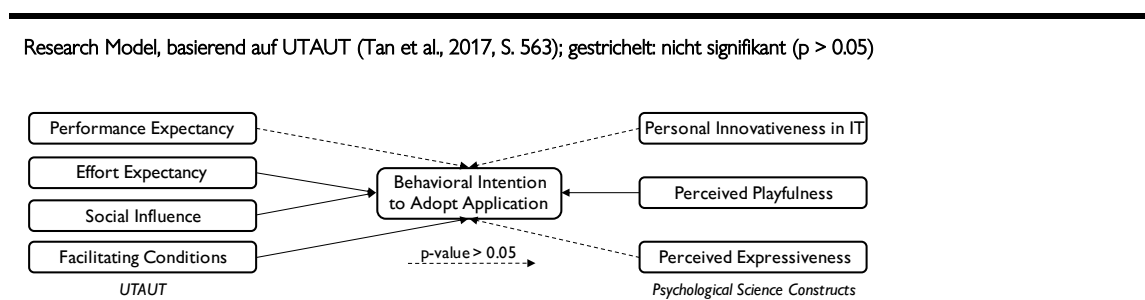 Research Model, basierend auf UTAUT (Tan et al., 2017, S. 563); gestrichelt: nicht signifikant (p > 0.05)
Performance Expectancy
Effort Expectancy
Social Influence
Facilitating Conditions
UTAUT
Behavioral Intention
to Adopt Application
p-value > 0.05
Personal Innovativeness in IT
Perceived Playfulness
Perceived Expressiveness
Psychological Science Constructs